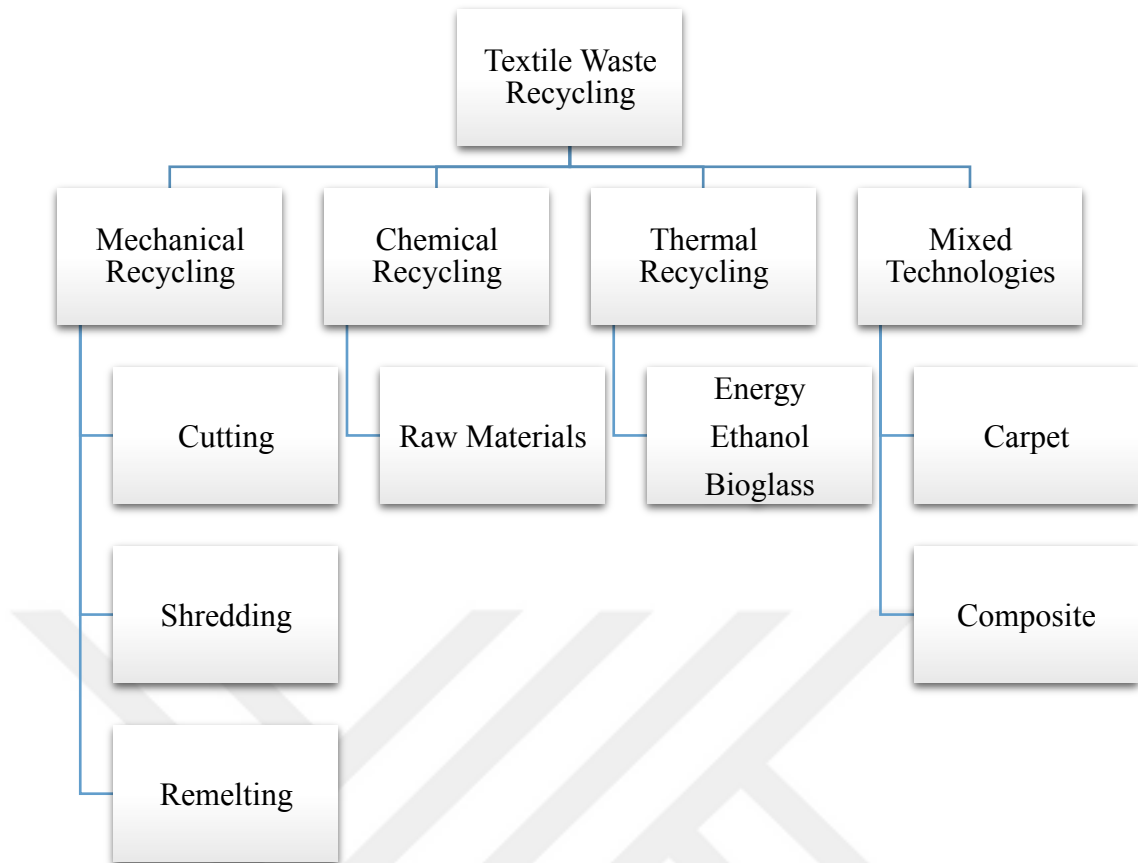 Textile Waste
Recycling
Mechanical
Recycling
Chemical
Recycling
Thermal
Recycling
Mixed
Technologies
Cutting
Raw Materials
Energy
Ethanol
Bioglass
Carpet
Shredding
Composite
Remelting